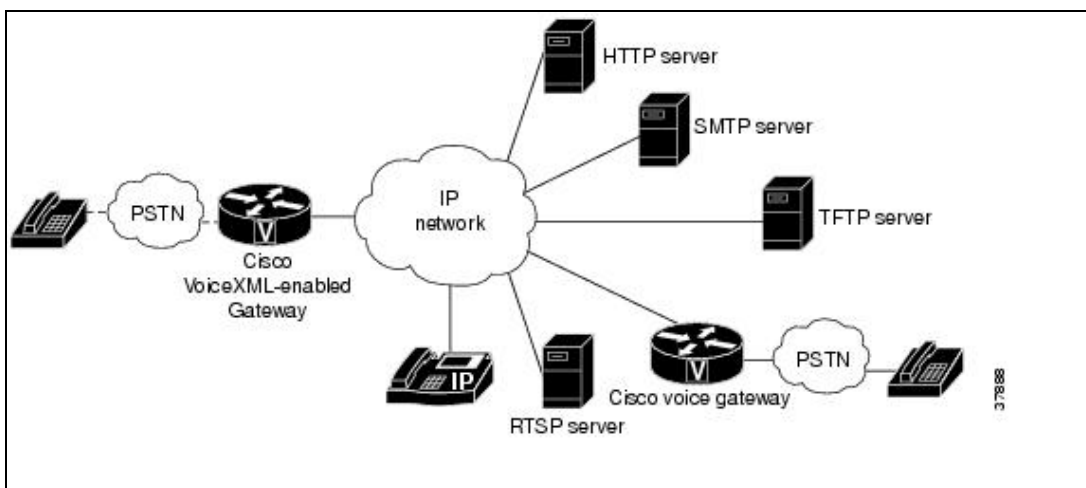 HTTP server
SMTP server
PSTN
IP
network
TFTP server
V
Cisco
VoiceXML-enabled
Gateway
IP
RTSP server
V
Cisco voice gateway
PSTN
37888